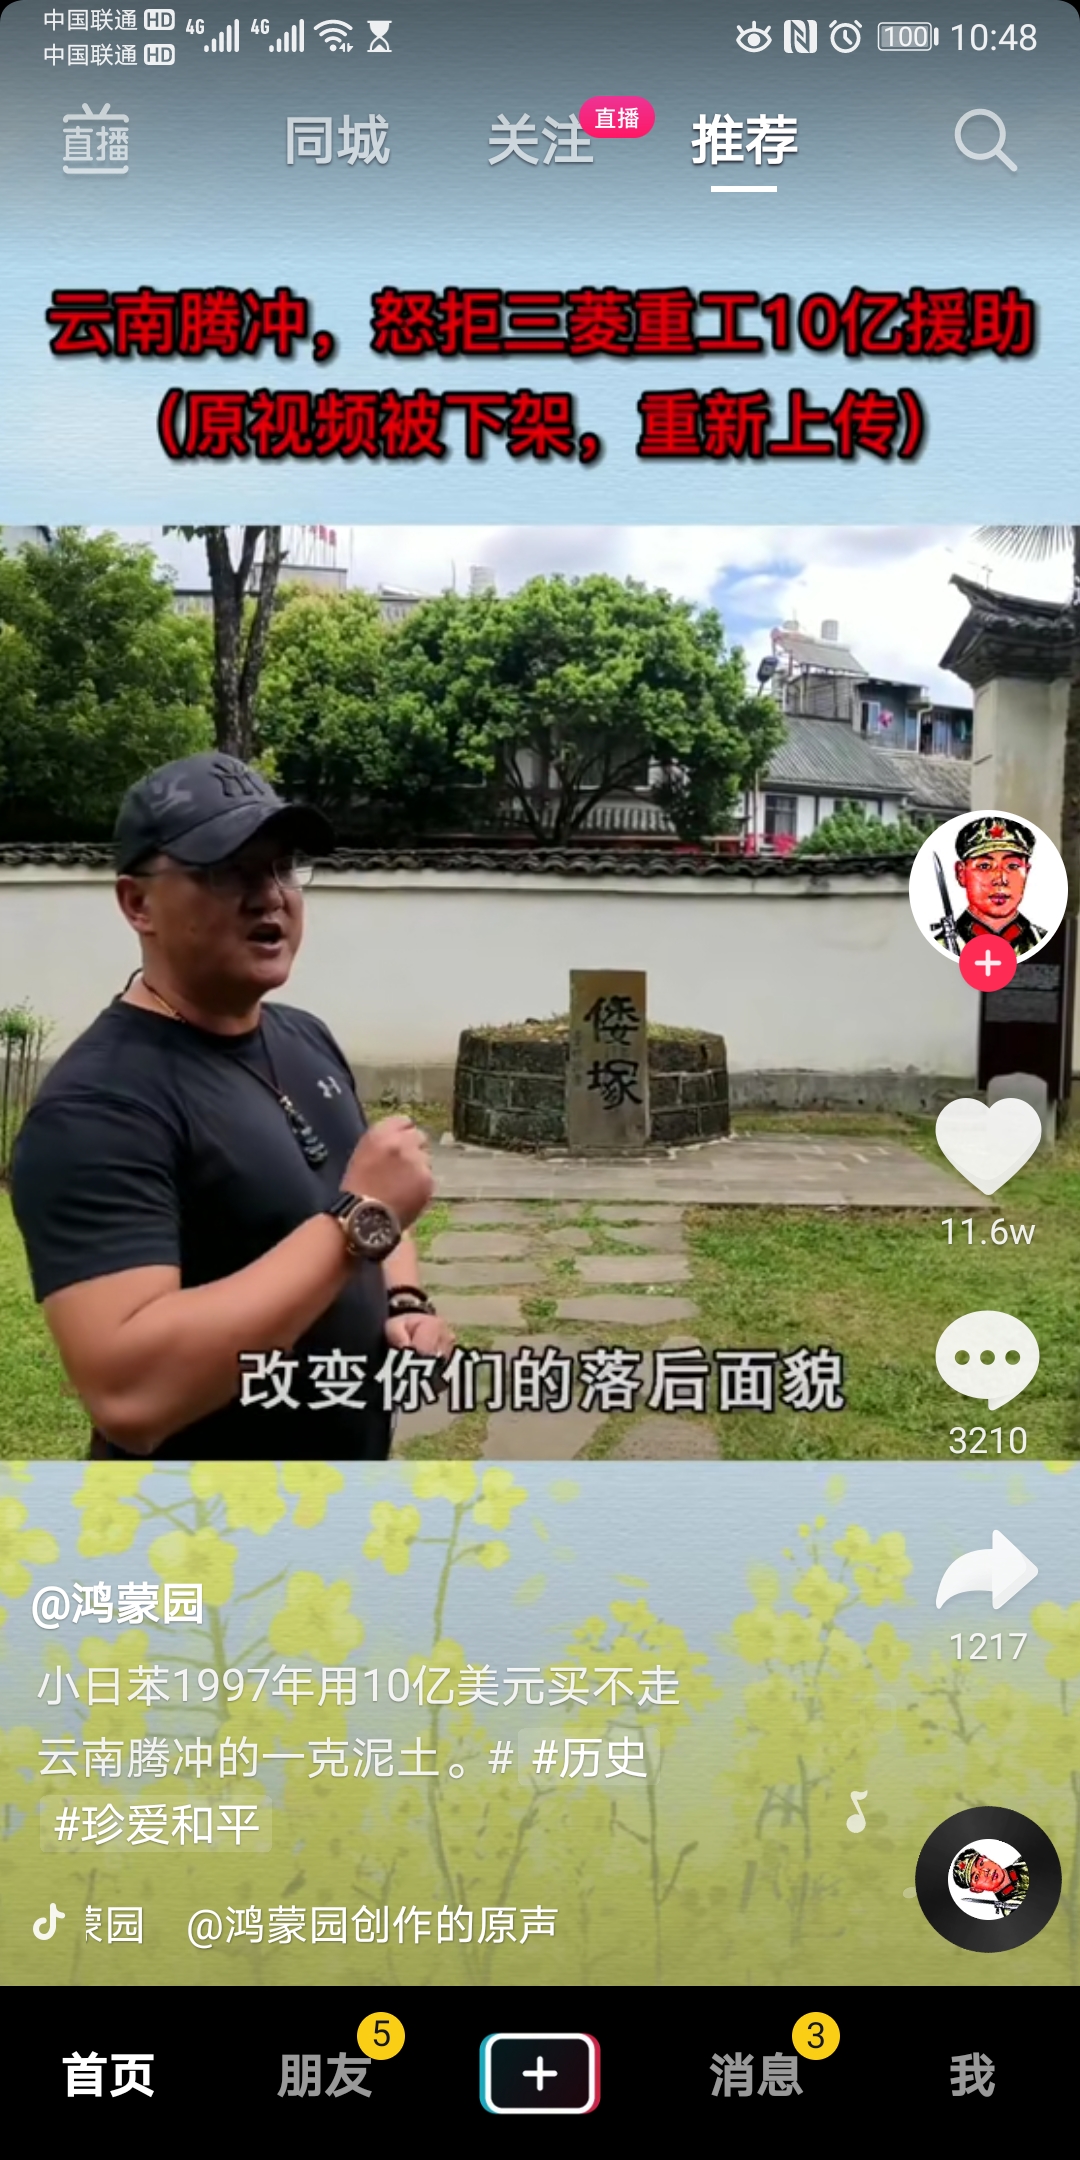 中国联通 HD
中国联通 HD
4G 4G
100 10:48
直播
同城
关注
直播
推荐
云南腾冲，怒拒三菱重工10亿援助
（原视频被下架，重新上传）
倭
塚
11.6w
改变你们的落后面貌
3210
@鸿蒙园
1217
小日苯1997年用10亿美元买不走
云南腾冲的一克泥土。# #历史
#珍爱和平
蒙园 @鸿蒙园创作的原声
首页
朋友
5
消息
3
我